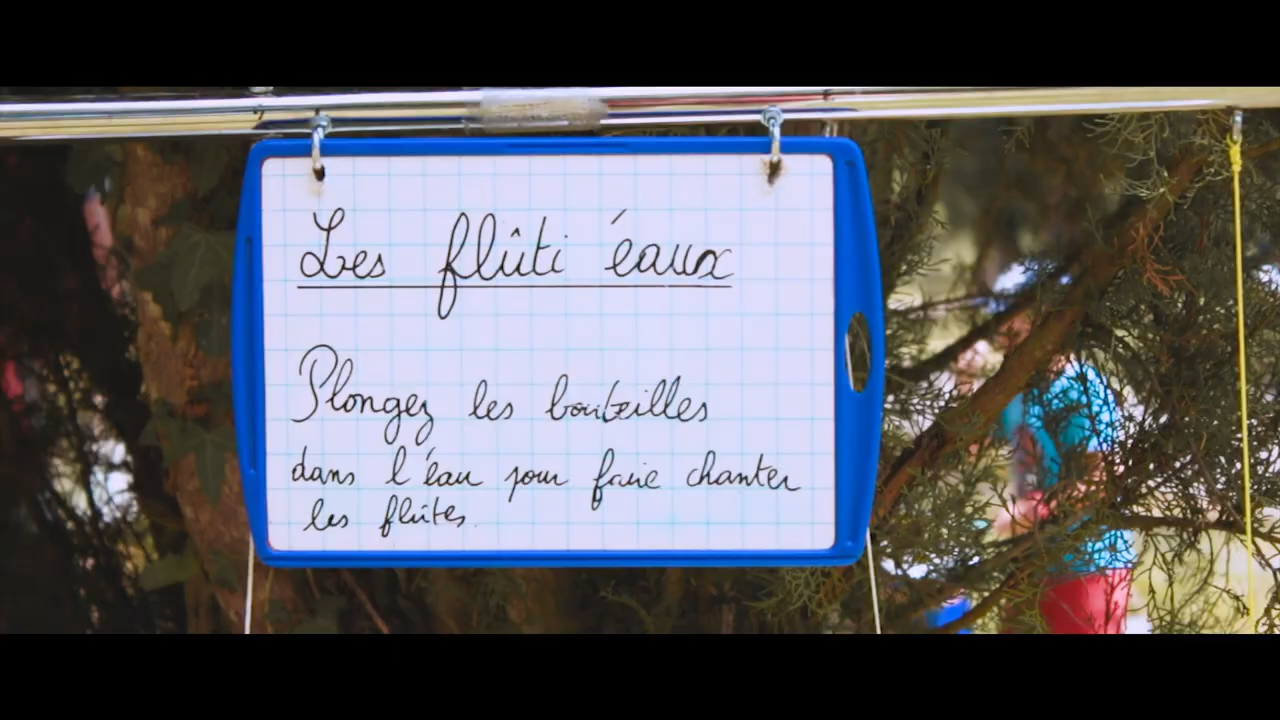 Les flûti éaux
Plongez les bouteilles
dans l'éau pour faire chanter
les flûtes